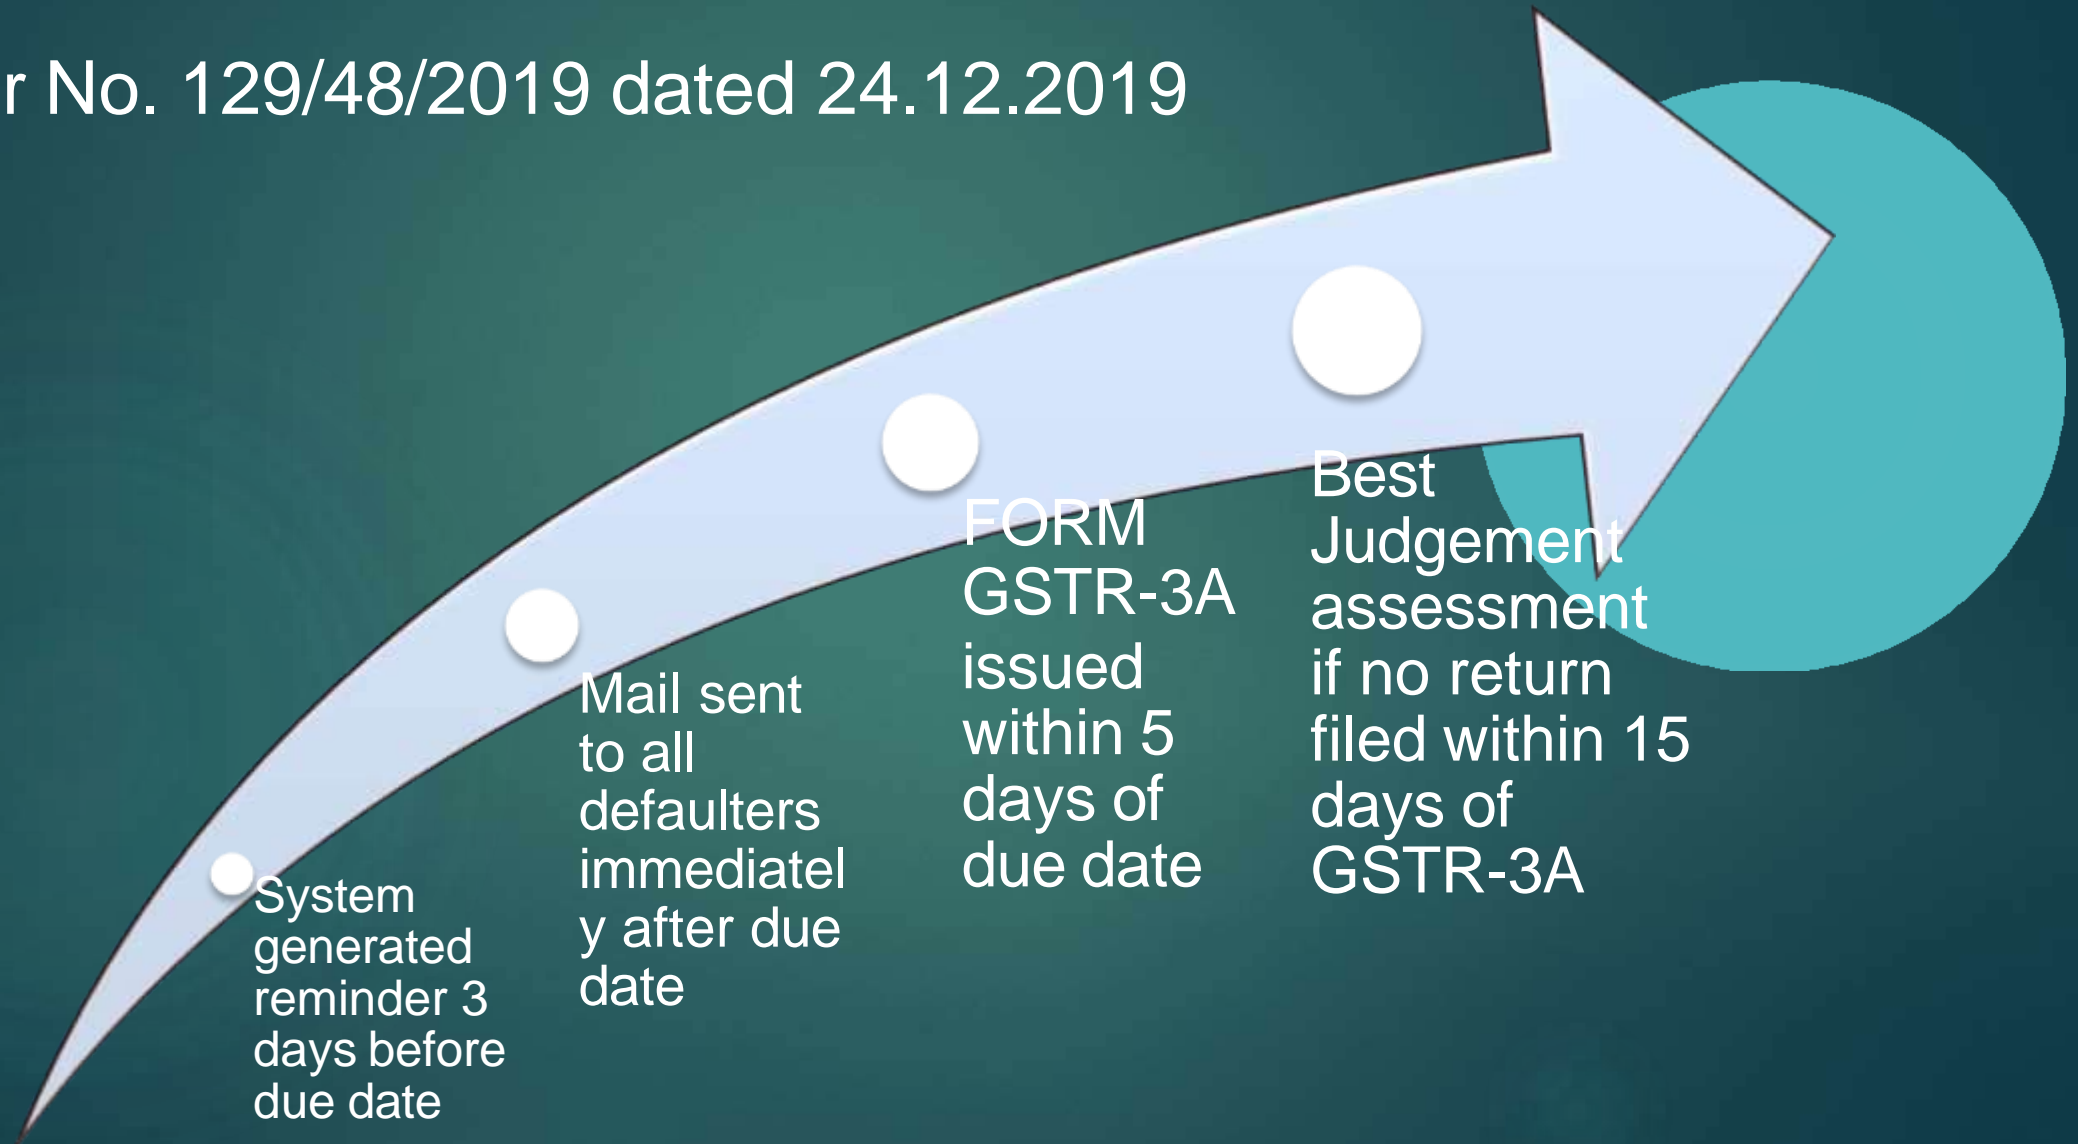 r No. 129/48/2019 dated 24.12.2019
System
generated
reminder 3
days before
due date
Mail sent
to all
defaulters
immediatel
y after due
date
FORM
GSTR-3A
issued
within 5
days of
due date
Best
Judgement
assessment
if no return
filed within 15
days of
GSTR-3A